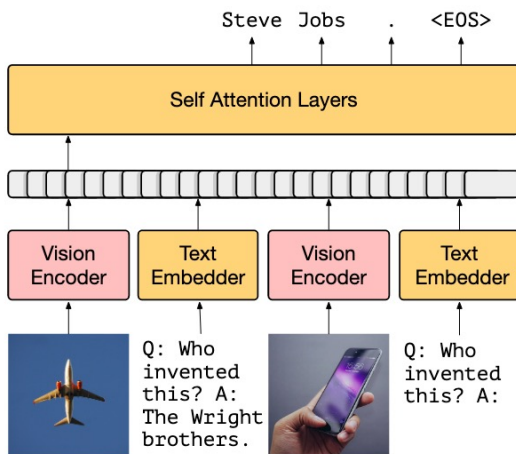 Steve Jobs . <EOS>
Self Attention Layers
Vision
Encoder
Text
Embedder
Vision
Encoder
Text
Embedder
Q: Who
invented
this? A:
The Wright
brothers.
Q: Who
invented
this? A: